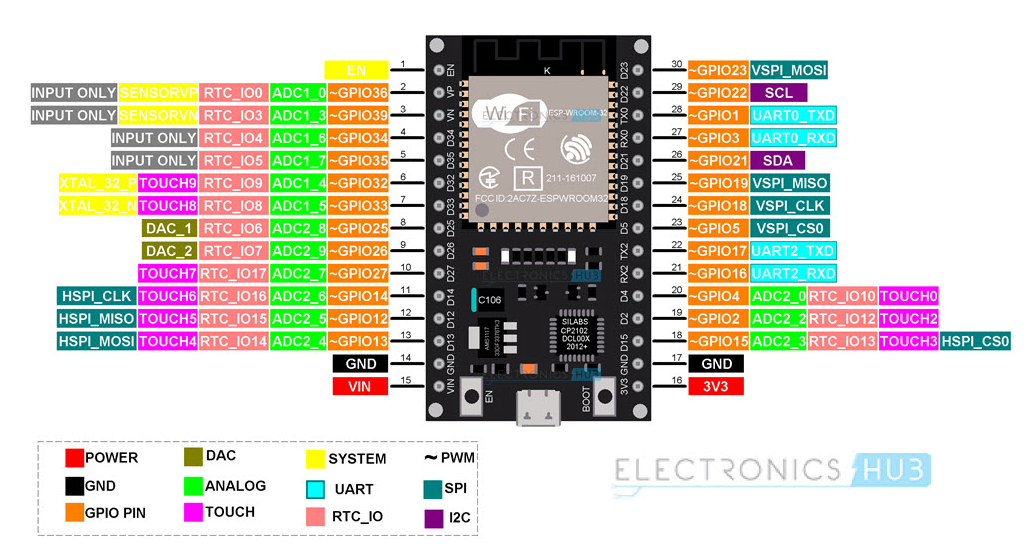 EN 1 EN
INPUT ONLY SENSORVP RTC_IO0 ADC1_0 ~GPIO36 2 VP
INPUT ONLY SENSORVN RTC_IO3 ADC1_3 ~GPIO39 3 VN
INPUT ONLY RTC_IO4 ADC1_6 ~GPIO34 4 D34
INPUT ONLY RTC_IO5 ADC1_7 ~GPIO35 5 D35
XTAL_32_P TOUCH9 RTC_IO9 ADC1_4 ~GPIO32 6 D32
XTAL_32_N TOUCH8 RTC_IO8 ADC1_5 ~GPIO33 7 D33
DAC_1 RTC_IO6 ADC2_8 ~GPIO25 8 D25
DAC_2 RTC_IO7 ADC2_9 ~GPIO26 9 D26
TOUCH7 RTC_IO17 ADC2_7 ~GPIO27 10 D27
HSPI_CLK TOUCH6 RTC_IO16 ADC2_6 ~GPIO14 11 D14
HSPI_MISO TOUCH5 RTC_IO15 ADC2_5 ~GPIO12 12 D12
HSPI_MOSI TOUCH4 RTC_IO14 ADC2_4 ~GPIO13 13 D13
GND 14 GND
VIN 15 VIN
K
Wi Fi
ESP-WROOM-32
CE
R 211-161007
FCC ID:2AC7Z-ESPWROOM32
ELECTRONICS HUB
C106
AMS1117
SILABS
CP2102
DCL00X
2012+
EN
BOOT
D23 30 ~GPIO23 VSPI_MOSI
D22 29 ~GPIO22 SCL
TX0 28 ~GPIO1 UART0_TXD
RX0 27 ~GPIO3 UART0_RXD
D21 26 ~GPIO21 SDA
D19 25 ~GPIO19 VSPI_MISO
D18 24 ~GPIO18 VSPI_CLK
D5 23 ~GPIO5 VSPI_CS0
TX2 22 ~GPIO17 UART2_TXD
RX2 21 ~GPIO16 UART2_RXD
D4 20 ~GPIO4 ADC2_0 RTC_IO10 TOUCH0
D2 19 ~GPIO2 ADC2_2 RTC_IO12 TOUCH2
D15 18 ~GPIO15 ADC2_3 RTC_IO13 TOUCH3 HSPI_CS0
GND 17 GND
3V3 16 3V3
POWER DAC SYSTEM ~ PWM
GND ANALOG UART SPI
GPIO PIN TOUCH RTC_IO I2C
ELECTRONICS HUB